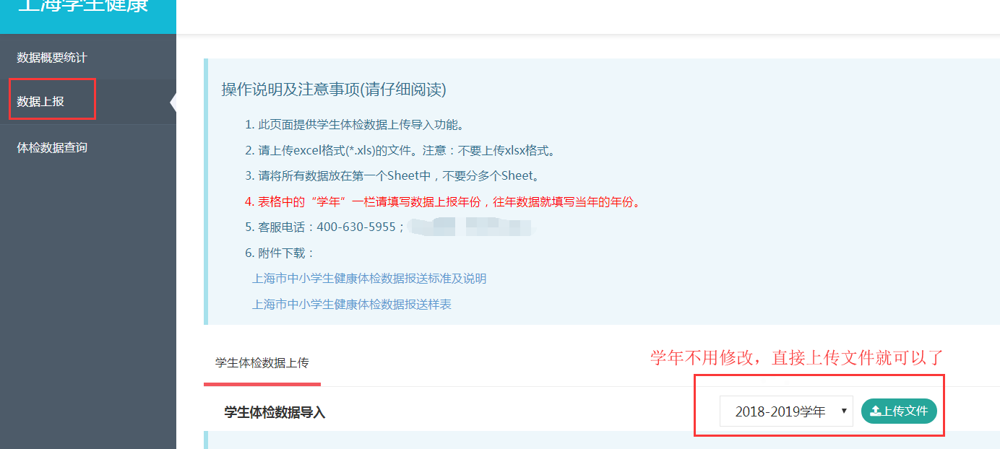 上海学生健康
数据概要统计
数据上报
体检数据查询
操作说明及注意事项(请仔细阅读)
1. 此页面提供学生体检数据上传导入功能。
2. 请上传excel格式(*.xls)的文件。注意：不要上传xlsx格式。
3. 请将所有数据放在第一个Sheet中，不要分多个Sheet。
4. 表格中的“学年”一栏请填写数据上报年份，往年数据就填写当年的年份。
5. 客服电话：400-630-5955；
6. 附件下载：
上海市中小学生健康体检数据报送标准及说明
上海市中小学生健康体检数据报送样表
学生体检数据上传
学年不用修改，直接上传文件就可以了
学生体检数据导入
2018-2019学年
上传文件